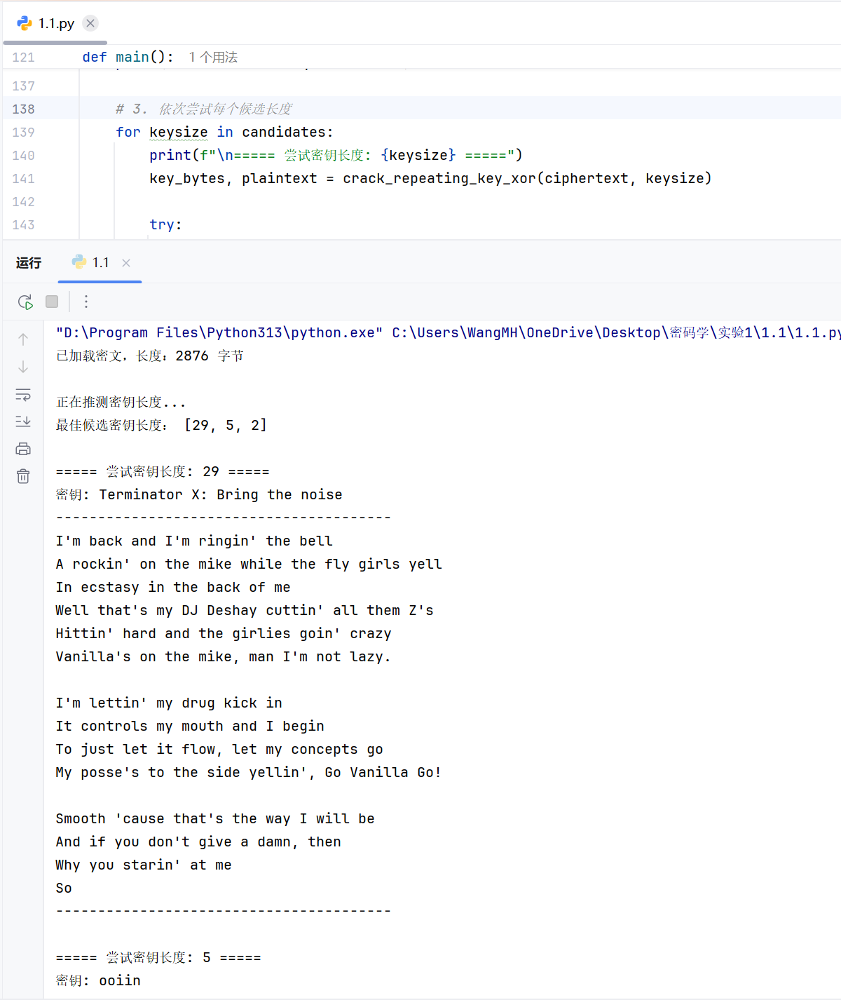 1.1.py
121 def main(): 1 个用法
137
138 # 3. 依次尝试每个候选长度
139 for keysize in candidates:
140 print(f"\n===== 尝试密钥长度: {keysize} =====")
141 key_bytes, plaintext = crack_repeating_key_xor(ciphertext, keysize)
142
143 try:
运行 1.1
"D:\Program Files\Python313\python.exe" C:\Users\WangMH\OneDrive\Desktop\密码学\实验1\1.1\1.1.py
已加载密文，长度：2876 字节
正在推测密钥长度...
最佳候选密钥长度： [29, 5, 2]
===== 尝试密钥长度: 29 =====
密钥: Terminator X: Bring the noise
----------------------------------------
I'm back and I'm ringin' the bell
A rockin' on the mike while the fly girls yell
In ecstasy in the back of me
Well that's my DJ Deshay cuttin' all them Z's
Hittin' hard and the girlies goin' crazy
Vanilla's on the mike, man I'm not lazy.
I'm lettin' my drug kick in
It controls my mouth and I begin
To just let it flow, let my concepts go
My posse's to the side yellin', Go Vanilla Go!
Smooth 'cause that's the way I will be
And if you don't give a damn, then
Why you starin' at me
So
----------------------------------------
===== 尝试密钥长度: 5 =====
密钥: ooiin